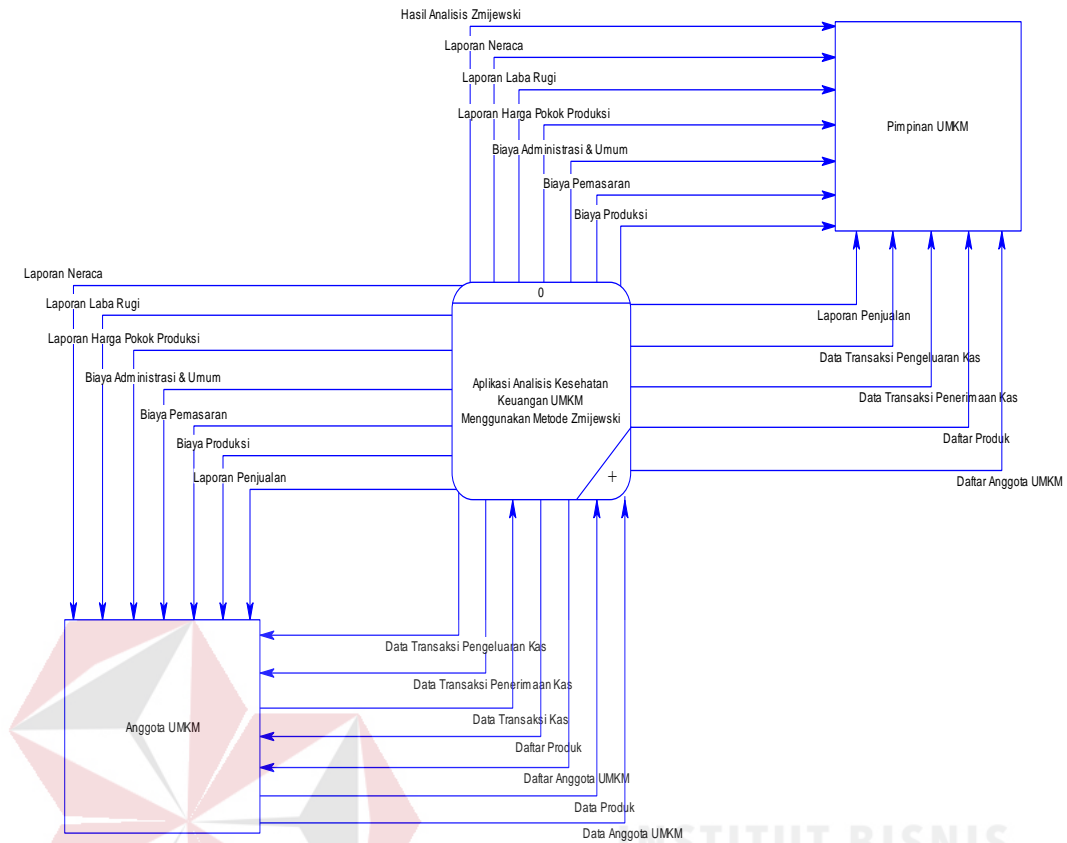 Hasil Analisis Zmijewski
Laporan Neraca
Laporan Laba Rugi
Laporan Harga Pokok Produksi
Biaya Administrasi & Umum
Biaya Pemasaran
Biaya Produksi
Pimpinan UMKM
Laporan Neraca
Laporan Laba Rugi
Laporan Harga Pokok Produksi
Biaya Administrasi & Umum
Biaya Pemasaran
Biaya Produksi
Laporan Penjualan
0
Aplikasi Analisis Kesehatan
Keuangan UMKM
Menggunakan Metode Zmijewski
+
Laporan Penjualan
Data Transaksi Pengeluaran Kas
Data Transaksi Penerimaan Kas
Daftar Produk
Daftar Anggota UMKM
Anggota UMKM
Data Transaksi Pengeluaran Kas
Data Transaksi Penerimaan Kas
Data Transaksi Kas
Daftar Produk
Daftar Anggota UMKM
Data Produk
Data Anggota UMKM
INSTITUT BISNIS